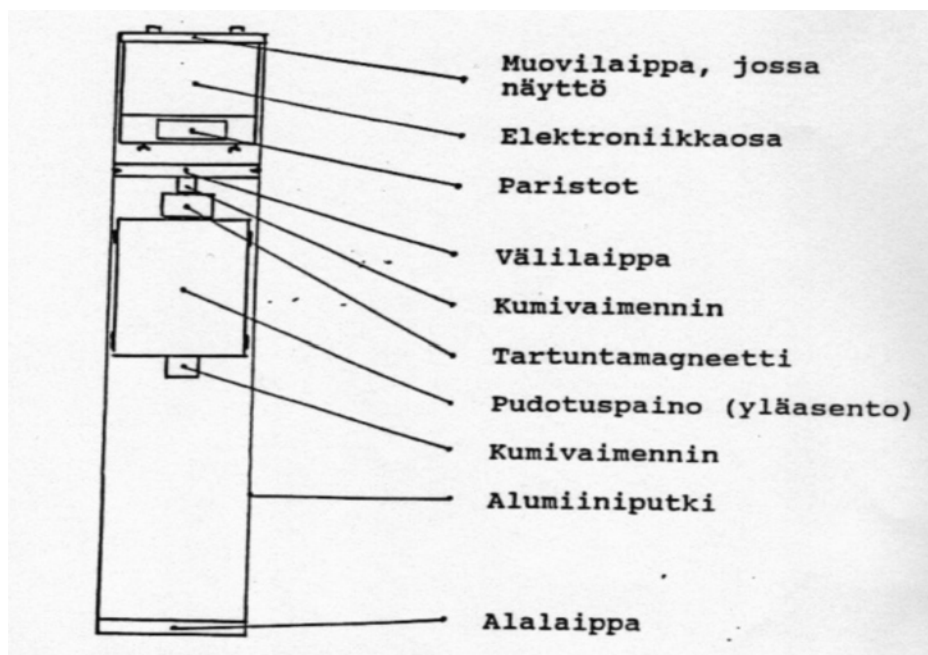 Muovilaippa, jossa
näyttö
Elektroniikkaosa
Paristot
Välilaippa
Kumivaimennin
Tartuntamagneetti
Pudotuspaino (yläasento)
Kumivaimennin
Alumiiniputki
Alalaippa